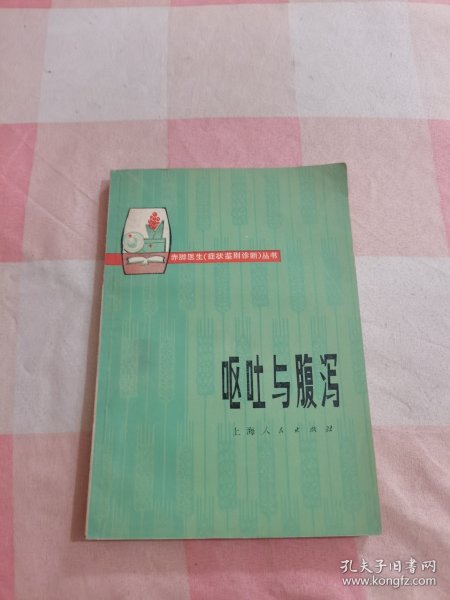 赤脚医生(症状鉴别诊断)丛书
呕吐与腹泻
上海人民出版社
孔夫子旧书网
www.kongfz.com